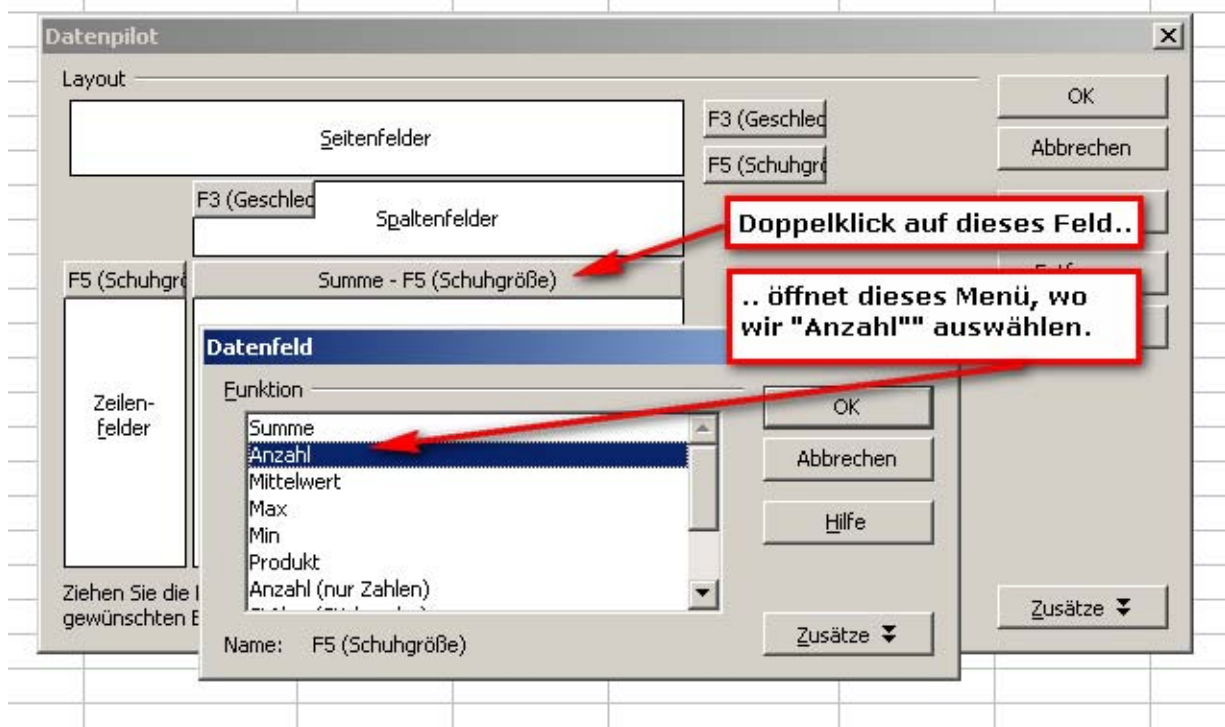 Datenpilot
Layout
Seitenfelder
F3 (Geschlec
F5 (Schuhgrö
OK
Abbrechen
F3 (Geschlec
Spaltenfelder
Doppelklick auf dieses Feld..
F5 (Schuhgrö
Summe - F5 (Schuhgröße)
.. öffnet dieses Menü, wo
wir "Anzahl"" auswählen.
Zeilen-
felder
Datenfeld
Funktion
Summe
Anzahl
Mittelwert
Max
Min
Produkt
Anzahl (nur Zahlen)
OK
Abbrechen
Hilfe
Zusätze
Name: F5 (Schuhgröße)
Ziehen Sie die
gewünschten
Zusätze